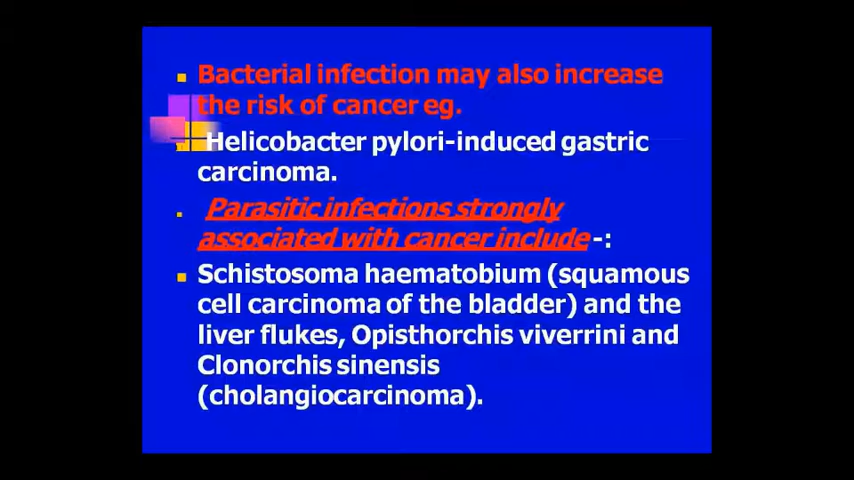 Bacterial infection may also increase
the risk of cancer eg.
Helicobacter pylori-induced gastric
carcinoma.
Parasitic infections strongly
associated with cancer include -:
Schistosoma haematobium (squamous
cell carcinoma of the bladder) and the
liver flukes, Opisthorchis viverrini and
Clonorchis sinensis
(cholangiocarcinoma).